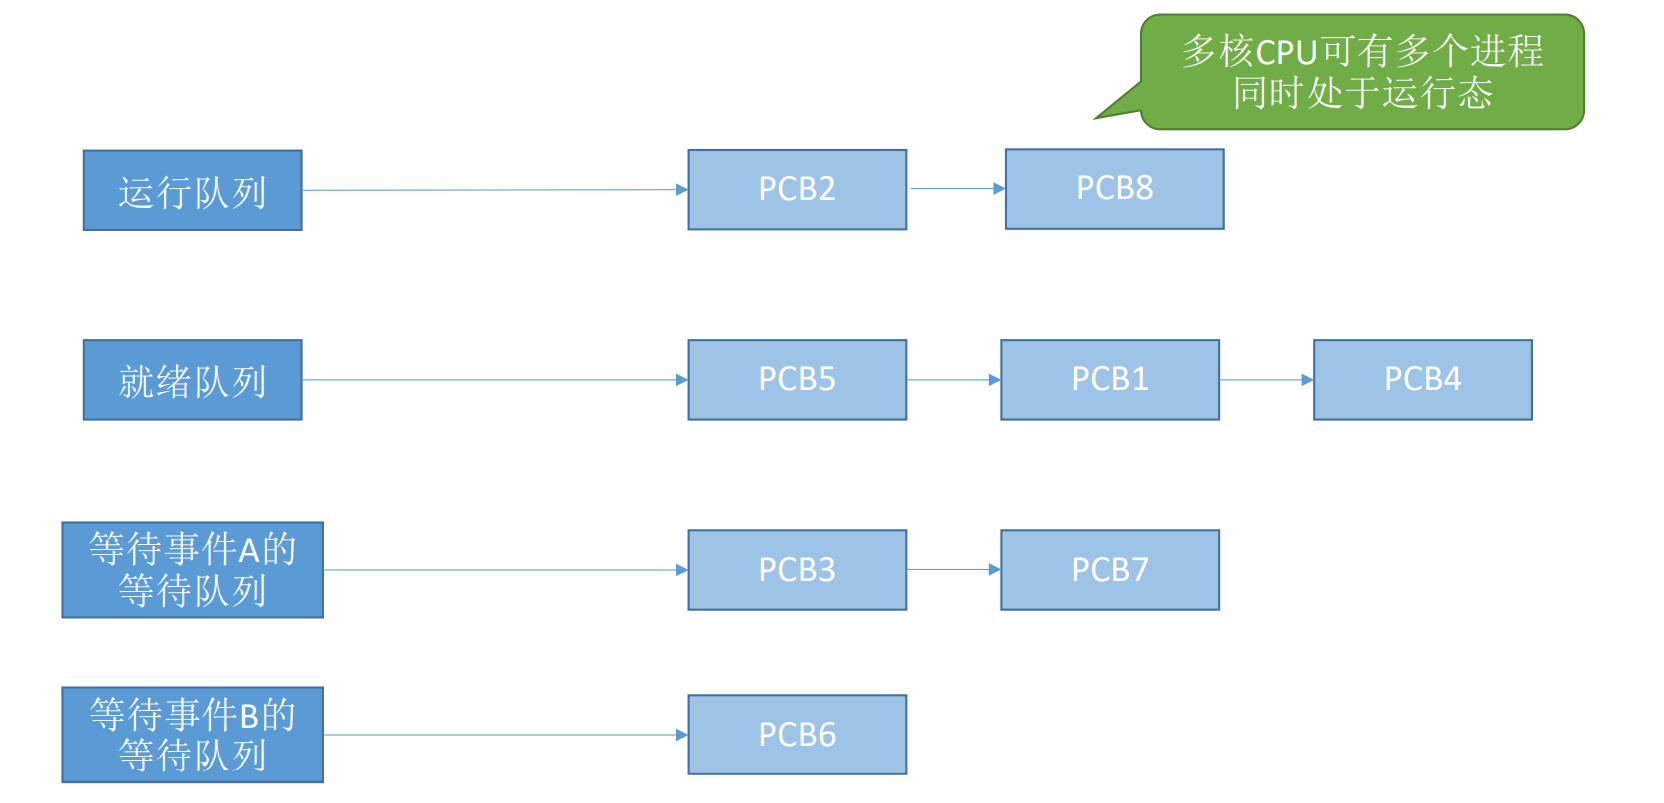 多核CPU可有多个进程
同时处于运行态
运行队列
PCB2
PCB8
就绪队列
PCB5
PCB1
PCB4
等待事件A的
等待队列
PCB3
PCB7
等待事件B的
等待队列
PCB6